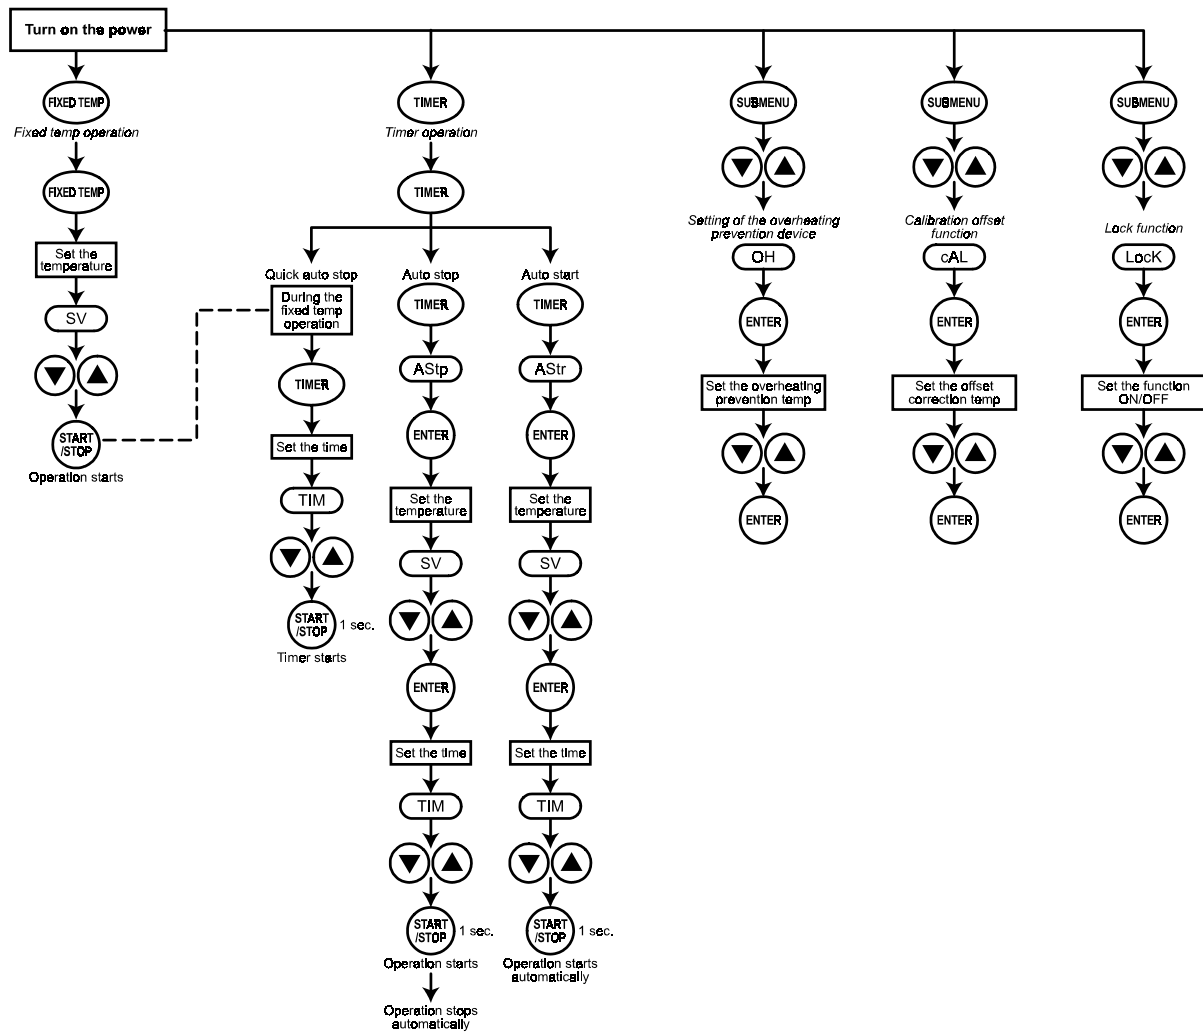 Turn on the power
FIXED TEMP
Fixed temp operation
FIXED TEMP
Set the
temperature
SV
▼ ▲
START
/STOP
Operation starts
TIMER
Timer operation
TIMER
Quick auto stop
During the
fixed temp
operation
TIMER
Set the time
TIM
▼ ▲
START
/STOP
1 sec.
Timer starts
Auto stop
TIMER
AStp
ENTER
Set the
temperature
SV
▼ ▲
ENTER
Set the time
TIM
▼ ▲
START
/STOP
1 sec.
Operation starts
Operation stops
automatically
Auto start
TIMER
AStr
ENTER
Set the
temperature
SV
▼ ▲
ENTER
Set the time
TIM
▼ ▲
START
/STOP
1 sec.
Operation starts
automatically
SUBMENU
▼ ▲
Setting of the overheating
prevention device
OH
ENTER
Set the overheating
prevention temp
▼ ▲
ENTER
SUBMENU
▼ ▲
Calibration offset
function
cAL
ENTER
Set the offset
correction temp
▼ ▲
ENTER
SUBMENU
▼ ▲
Lock function
LocK
ENTER
Set the function
ON/OFF
▼ ▲
ENTER